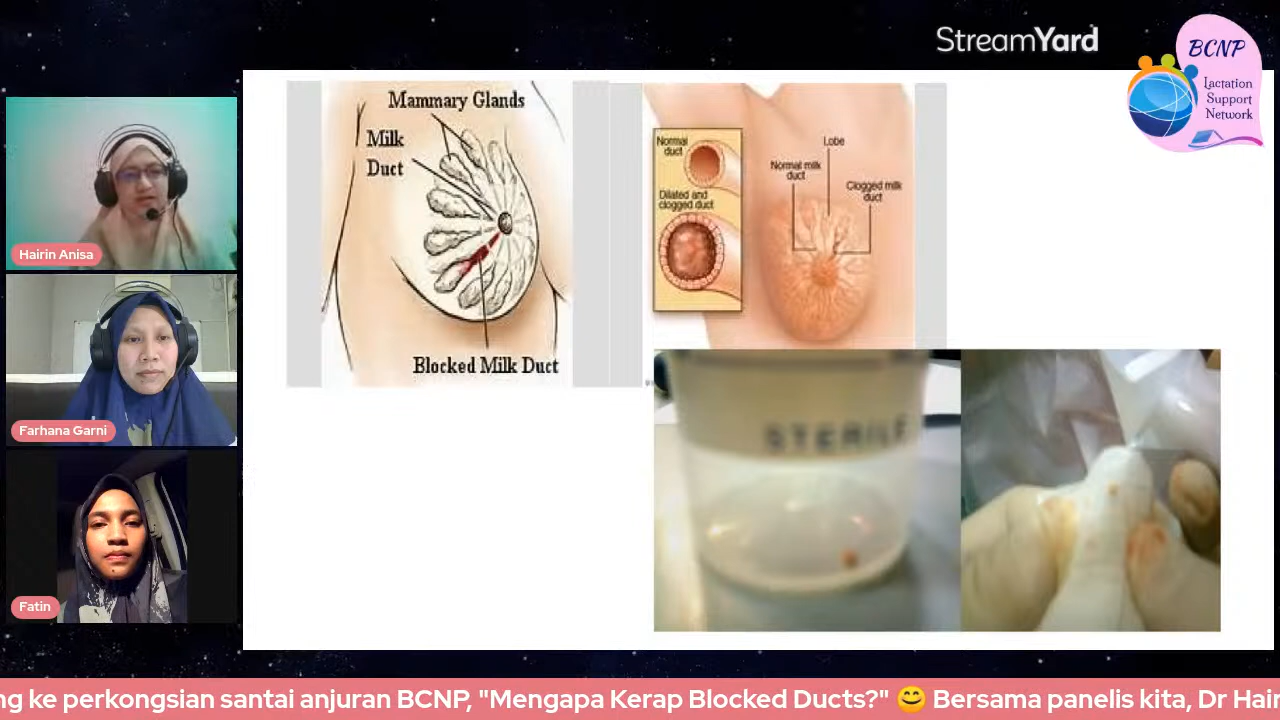 StreamYard
BCNP
Lactation
Support
Network
Hairin Anisa
Farhana Garni
Fatin
Mammary Glands
Milk
Duct
Blocked Milk Duct
Normal
duct
Dilated and
clogged duct
Lobe
Normal milk
duct
Clogged milk
duct
STERILE
ng ke perkongsian santai anjuran BCNP, "Mengapa Kerap Blocked Ducts?" 😊 Bersama panelis kita, Dr Hair